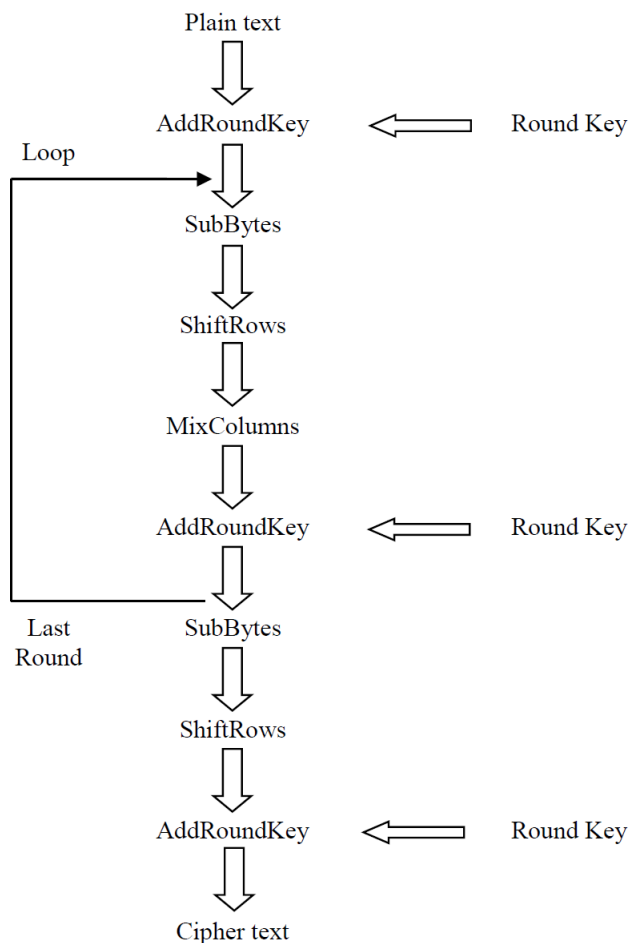 Plain text
AddRoundKey
Round Key
Loop
SubBytes
ShiftRows
MixColumns
AddRoundKey
Round Key
Last
Round
SubBytes
ShiftRows
AddRoundKey
Round Key
Cipher text